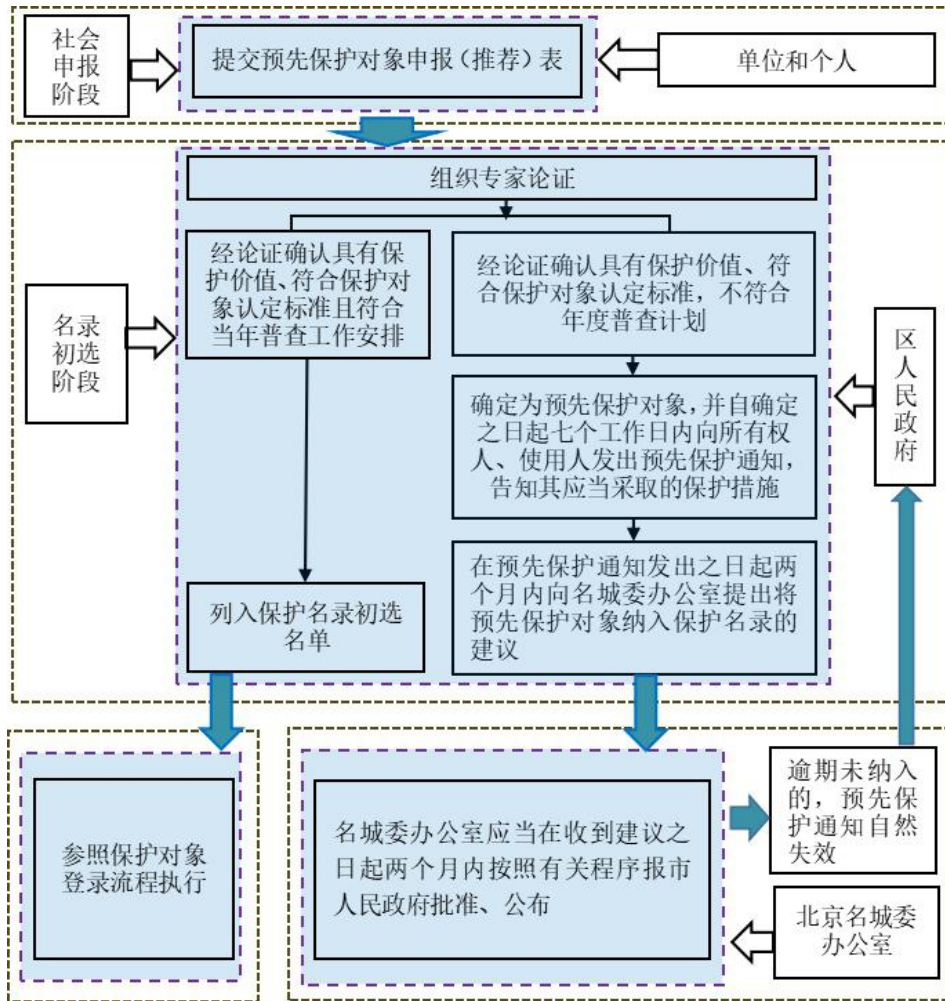 社会
申报
阶段
提交预先保护对象申报(推荐)表
单位和个人
组织专家论证
经论证确认具有保
护价值、符合保护对
象认定标准且符合
当年普查工作安排
经论证确认具有保护价值、符
合保护对象认定标准，不符合
年度普查计划
名录
初选
阶段
区
人
民
政
府
确定为预先保护对象，并自确定
之日起七个工作日内向所有权
人、使用人发出预先保护通知，
告知其应当采取的保护措施
列入保护名录初选
名单
在预先保护通知发出之日起两
个月内向名城委办公室提出将
预先保护对象纳入保护名录的
建议
参照保护对象
登录流程执行
名城委办公室应当在收到建议之
日起两个月内按照有关程序报市
人民政府批准、公布
逾期未纳入
的，预先保
护通知自然
失效
北京名城委
办公室